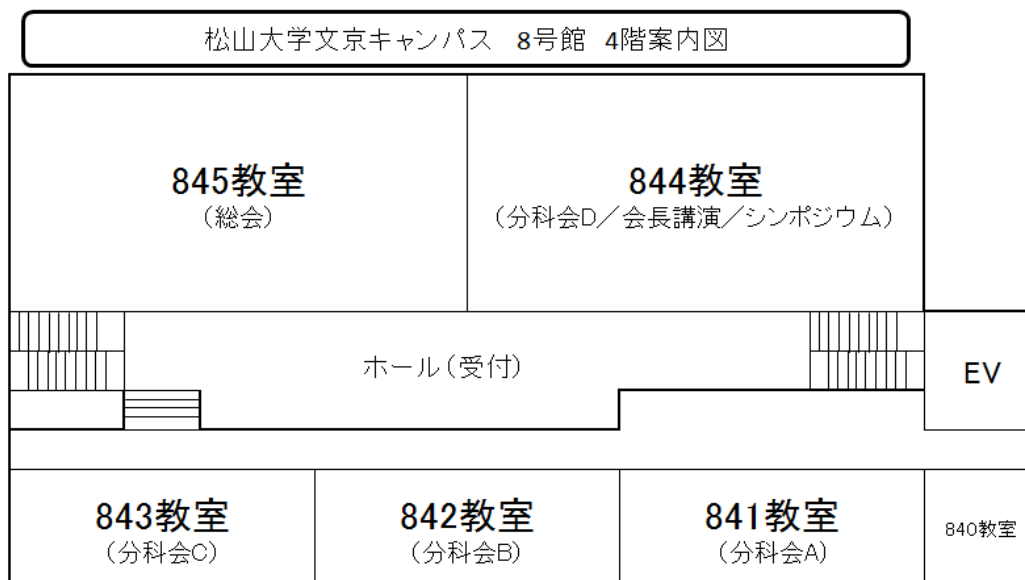 松山大学文京キャンパス 8号館 4階案内図
845教室
(総会)
844教室
(分科会D/会長講演/シンポジウム)
ホール(受付)
EV
843教室
(分科会C)
842教室
(分科会B)
841教室
(分科会A)
840教室